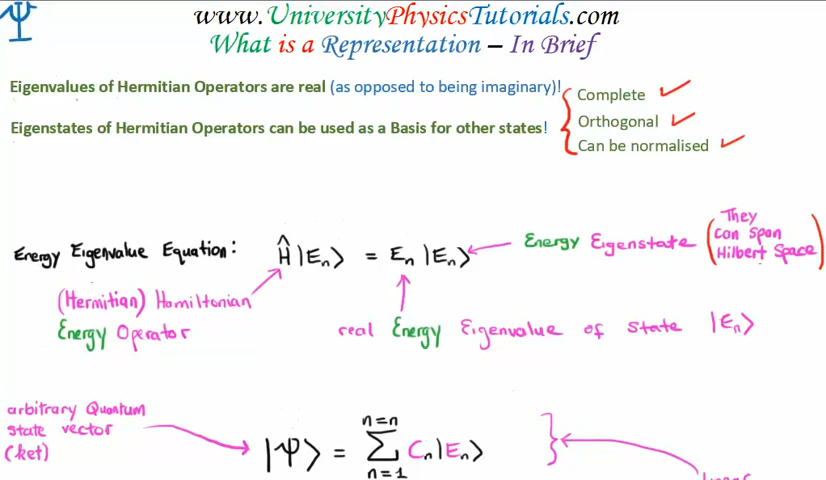 www.UniversityPhysicsTutorials.com
What is a Representation – In Brief
Eigenvalues of Hermitian Operators are real (as opposed to being imaginary)!
Eigenstates of Hermitian Operators can be used as a Basis for other states!
Complete
Orthogonal
Can be normalised
Energy Eigenvalue Equation: Ĥ|En⟩ = En|En⟩
Energy Eigenstate
(They
can span
Hilbert Space)
(Hermitian) Hamiltonian
Energy Operator
real Energy Eigenvalue of state |En⟩
arbitrary Quantum
state vector
(ket)
n=n
|Ψ⟩ = Σ Cn|En⟩
n=1